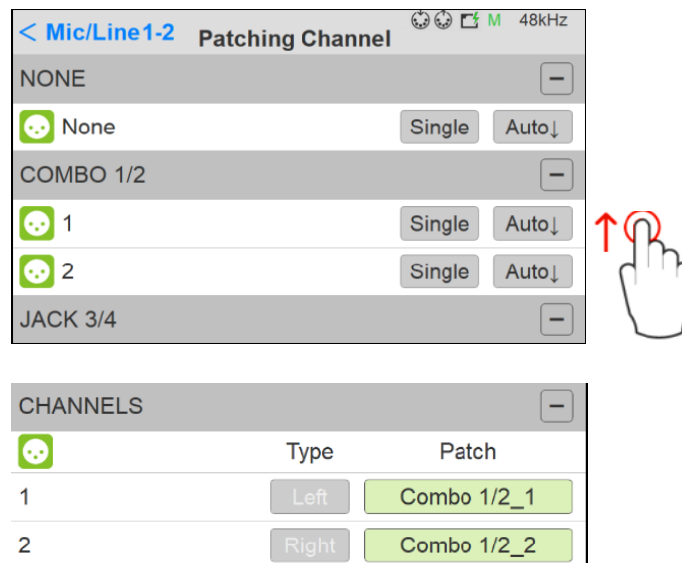 < Mic/Line1-2 Patching Channel M 48kHz
NONE
None Single Auto↓
COMBO 1/2
1 Single Auto↓
2 Single Auto↓
JACK 3/4
CHANNELS
Type Patch
1 Left Combo 1/2_1
2 Right Combo 1/2_2